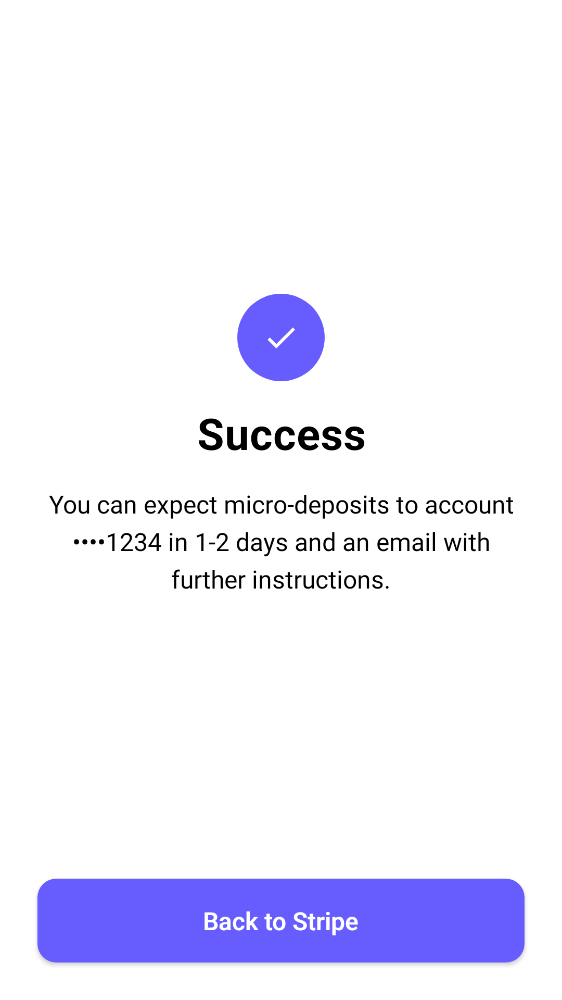 Success
You can expect micro-deposits to account
••••1234 in 1-2 days and an email with
further instructions.
Back to Stripe